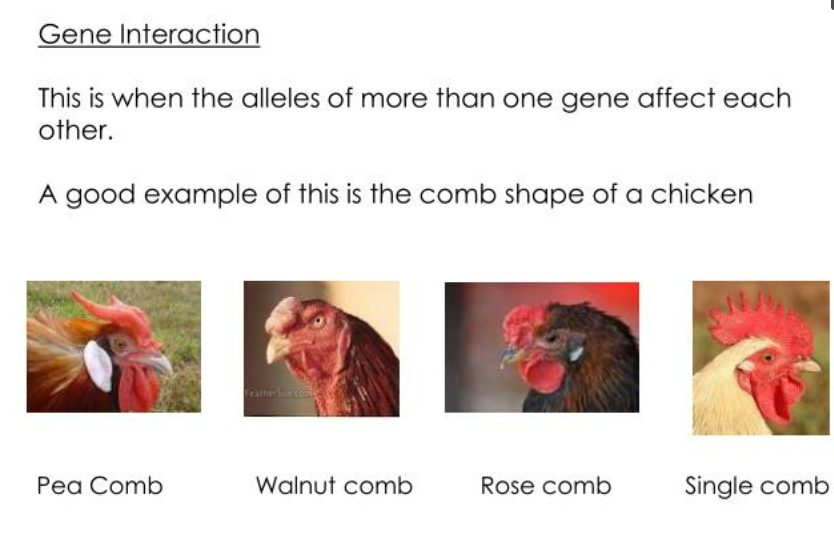 Gene Interaction
This is when the alleles of more than one gene affect each
other.
A good example of this is the comb shape of a chicken
FeatherSite.com
Pea Comb
Walnut comb
Rose comb
Single comb